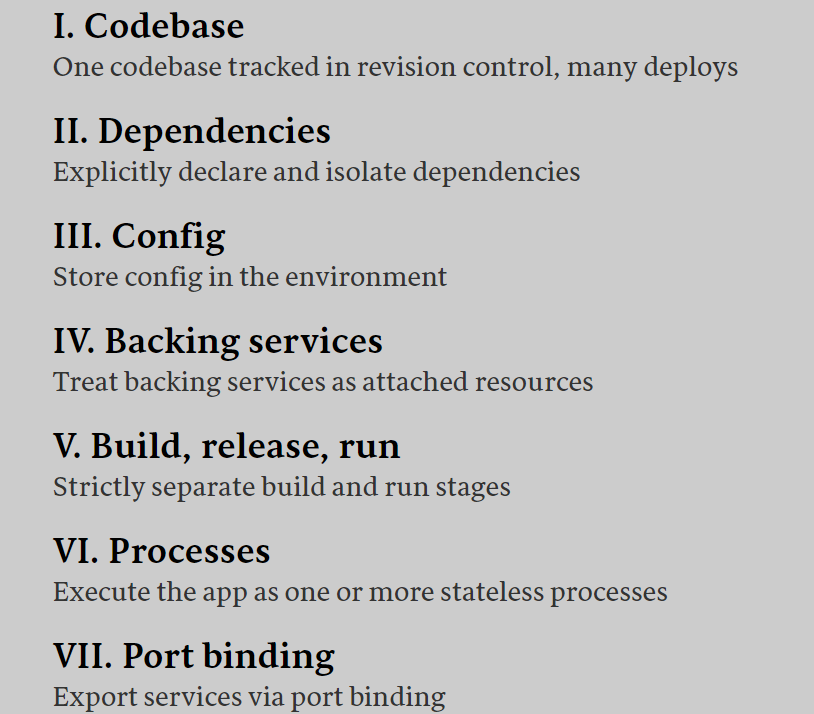 I. Codebase
One codebase tracked in revision control, many deploys
II. Dependencies
Explicitly declare and isolate dependencies
III. Config
Store config in the environment
IV. Backing services
Treat backing services as attached resources
V. Build, release, run
Strictly separate build and run stages
VI. Processes
Execute the app as one or more stateless processes
VII. Port binding
Export services via port binding